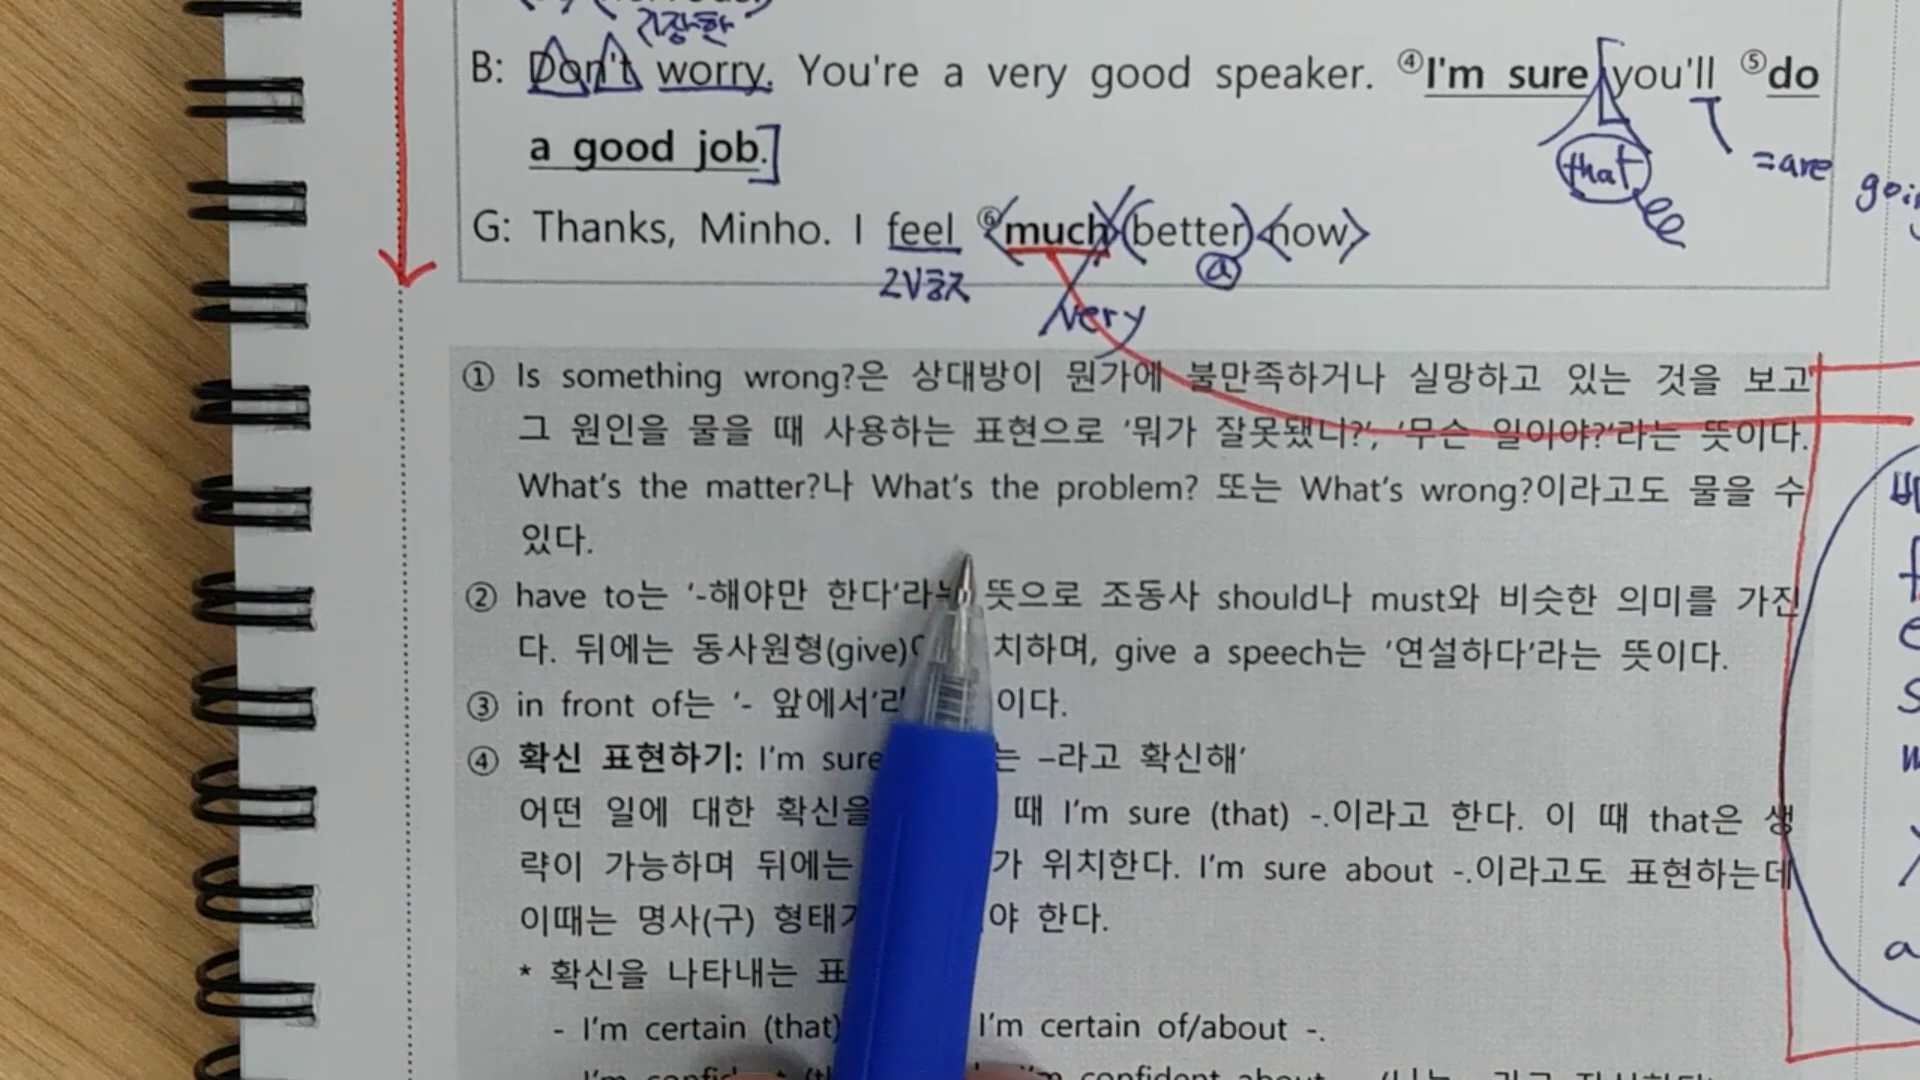 긴장한
B: Don't worry. You're a very good speaker. ④I'm sure you'll ⑤do
that
=are
a good job.]
G: Thanks, Minho. I feel ⑥much better now
2V
ⓐ
very
① Is something wrong?은 상대방이 뭔가에 불만족하거나 실망하고 있는 것을 보고
그 원인을 물을 때 사용하는 표현으로 '뭐가 잘못됐니?', '무슨 일이야?'라는 뜻이다.
What's the matter?나 What's the problem? 또는 What's wrong?이라고도 물을 수
있다.
② have to는 '-해야만 한다'라는 뜻으로 조동사 should나 must와 비슷한 의미를 가진
다. 뒤에는 동사원형(give) 치하며, give a speech는 '연설하다'라는 뜻이다.
③ in front of는 '- 앞에서' 이다.
④ 확신 표현하기: I'm sure 는 –라고 확신해'
어떤 일에 대한 확신을 때 I'm sure (that) -.이라고 한다. 이 때 that은 생
략이 가능하며 뒤에는 가 위치한다. I'm sure about -.이라고도 표현하는데
이때는 명사(구) 야 한다.
* 확신을 나타내는 표
- I'm certain (that) I'm certain of/about -.